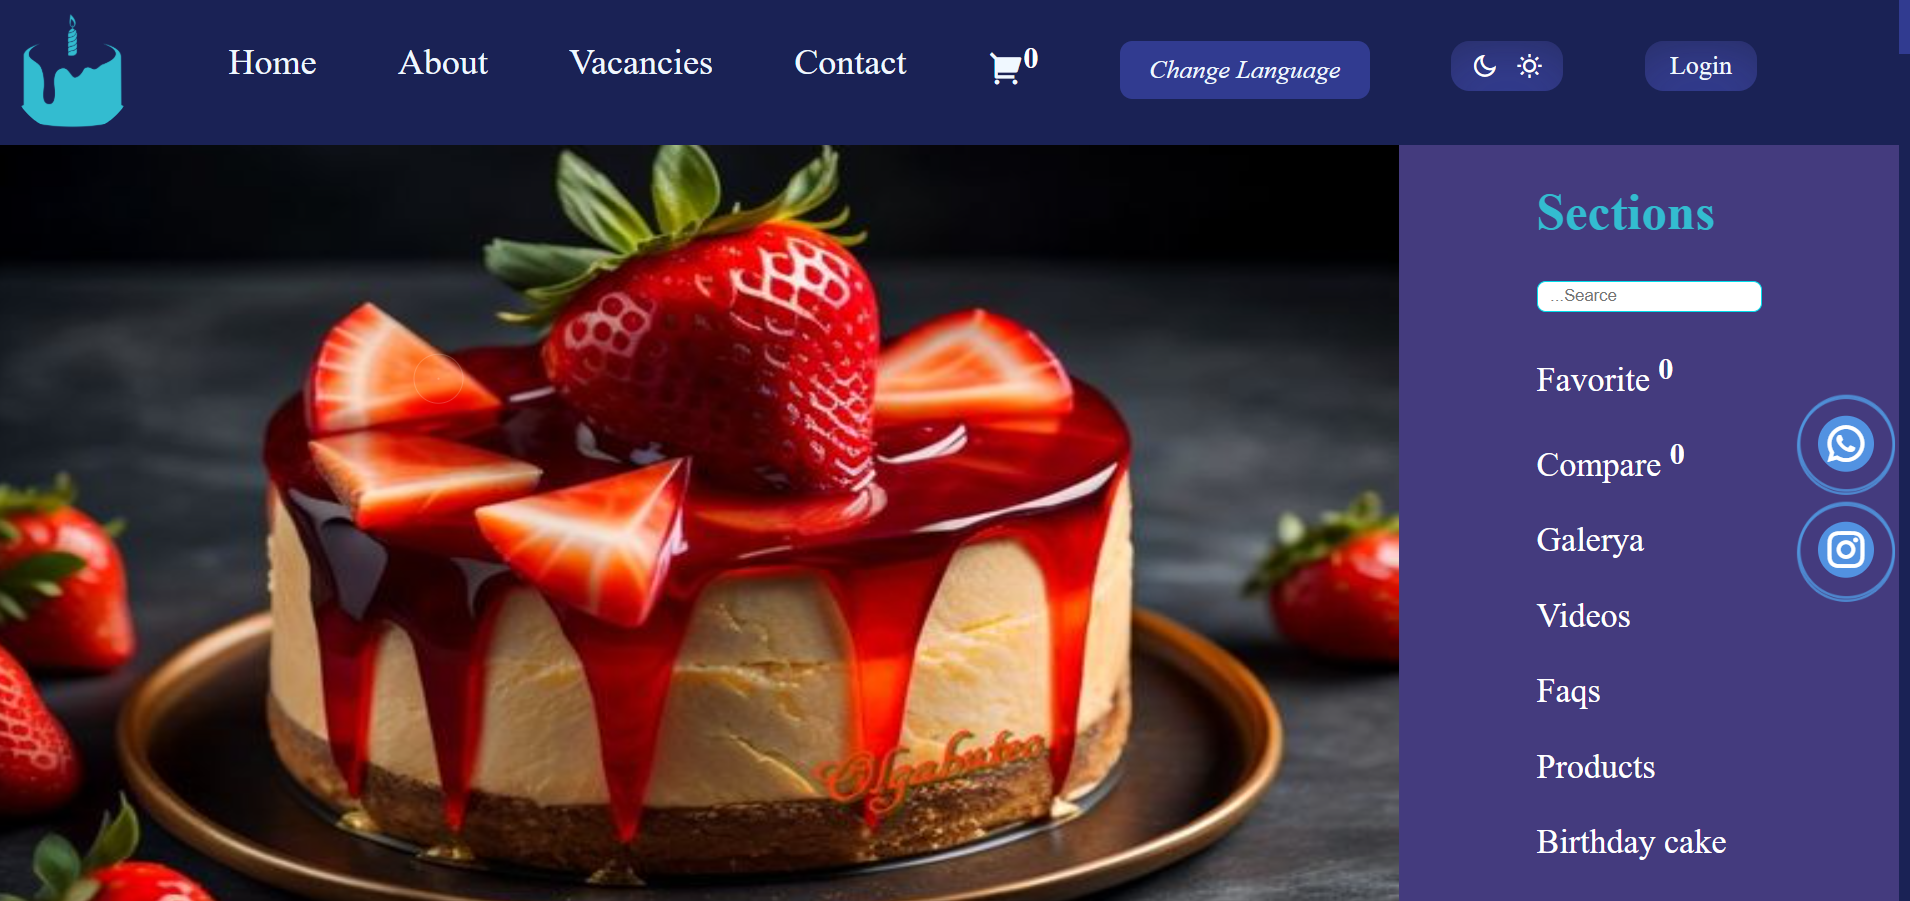 Home
About
Vacancies
Contact
0
Change Language
Login
Sections
...Searce
Favorite 0
Compare 0
Galerya
Videos
Faqs
Products
Birthday cake
Olgabuteo